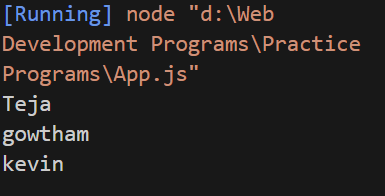 [Running] node "d:\Web
Development Programs\Practice
Programs\App.js"
Teja
gowtham
kevin